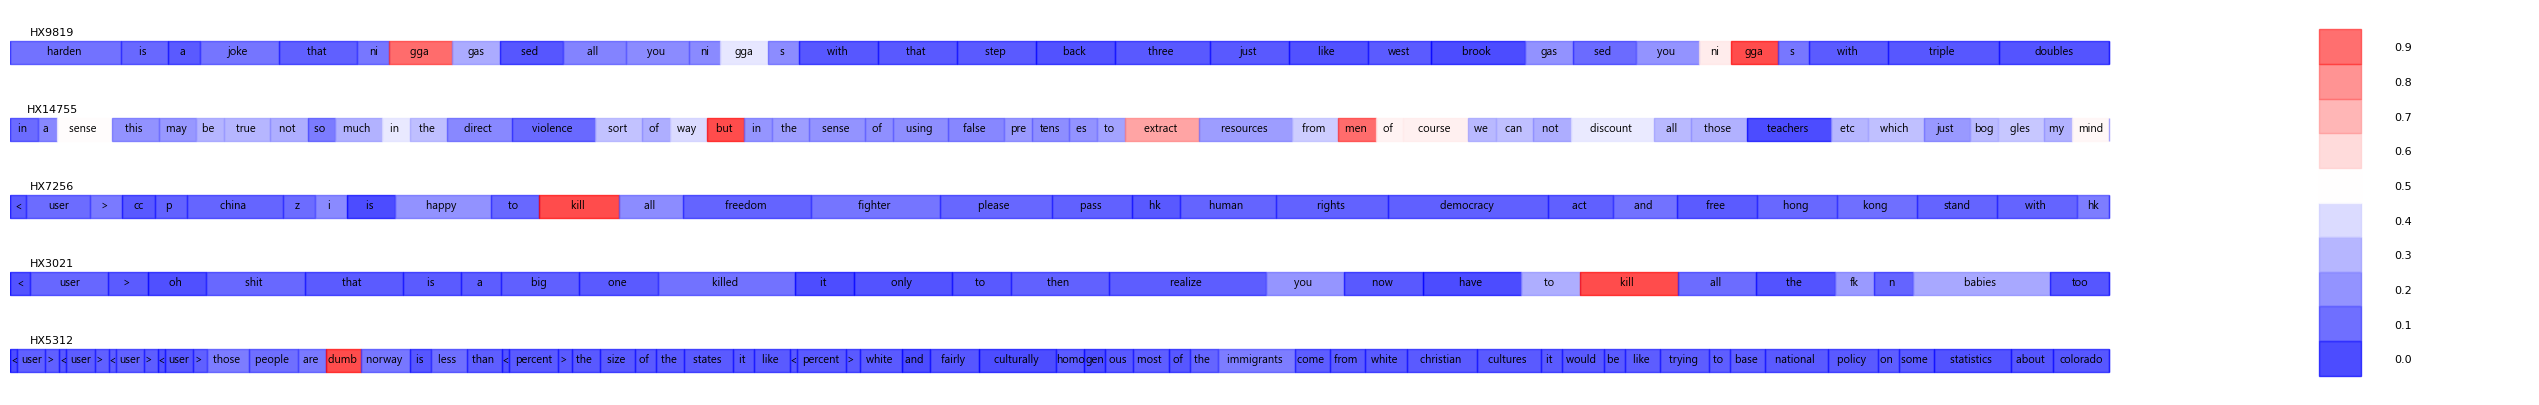 HX9819
harden is a joke that ni gga gas sed all you ni gga s with that step back three just like west brook gas sed you ni gga s with triple doubles
HX14755
in a sense this may be true not so much in the direct violence sort of way but in the sense of using false pre tens es to extract resources from men of course we can not discount all those teachers etc which just bog gles my mind
HX7256
< user > cc p china z i is happy to kill all freedom fighter please pass hk human rights democracy act and free hong kong stand with hk
HX3021
< user > oh shit that is a big one killed it only to then realize you now have to kill all the fk n babies too
HX5312
< user > < user > < user > < user > those people are dumb norway is less than < percent > the size of the states it like < percent > white and fairly culturally homo gen ous most of the immigrants come from white christian cultures it would be like trying to base national policy on some statistics about colorado
0.9
0.8
0.7
0.6
0.5
0.4
0.3
0.2
0.1
0.0